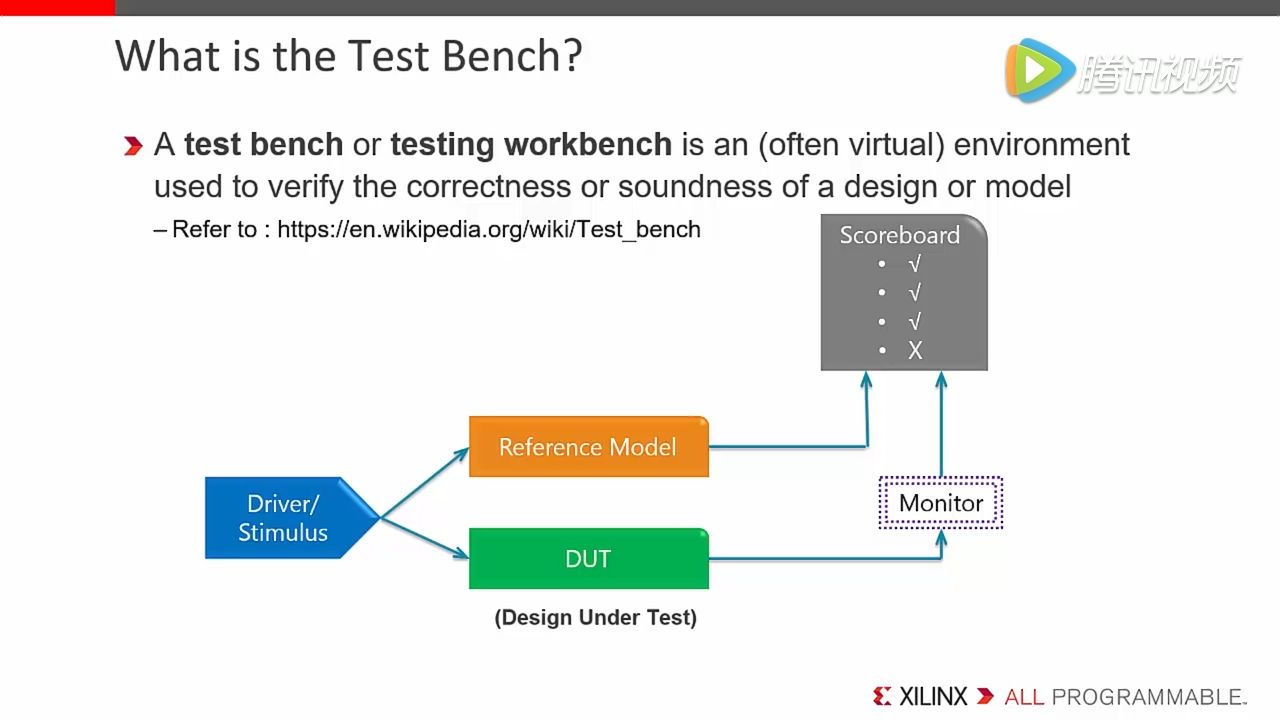 What is the Test Bench?
腾讯视频
A test bench or testing workbench is an (often virtual) environment
used to verify the correctness or soundness of a design or model
– Refer to : https://en.wikipedia.org/wiki/Test_bench
Scoreboard
• √
• √
• √
• X
Reference Model
Driver/
Stimulus
Monitor
DUT
(Design Under Test)
XILINX ALL PROGRAMMABLE™